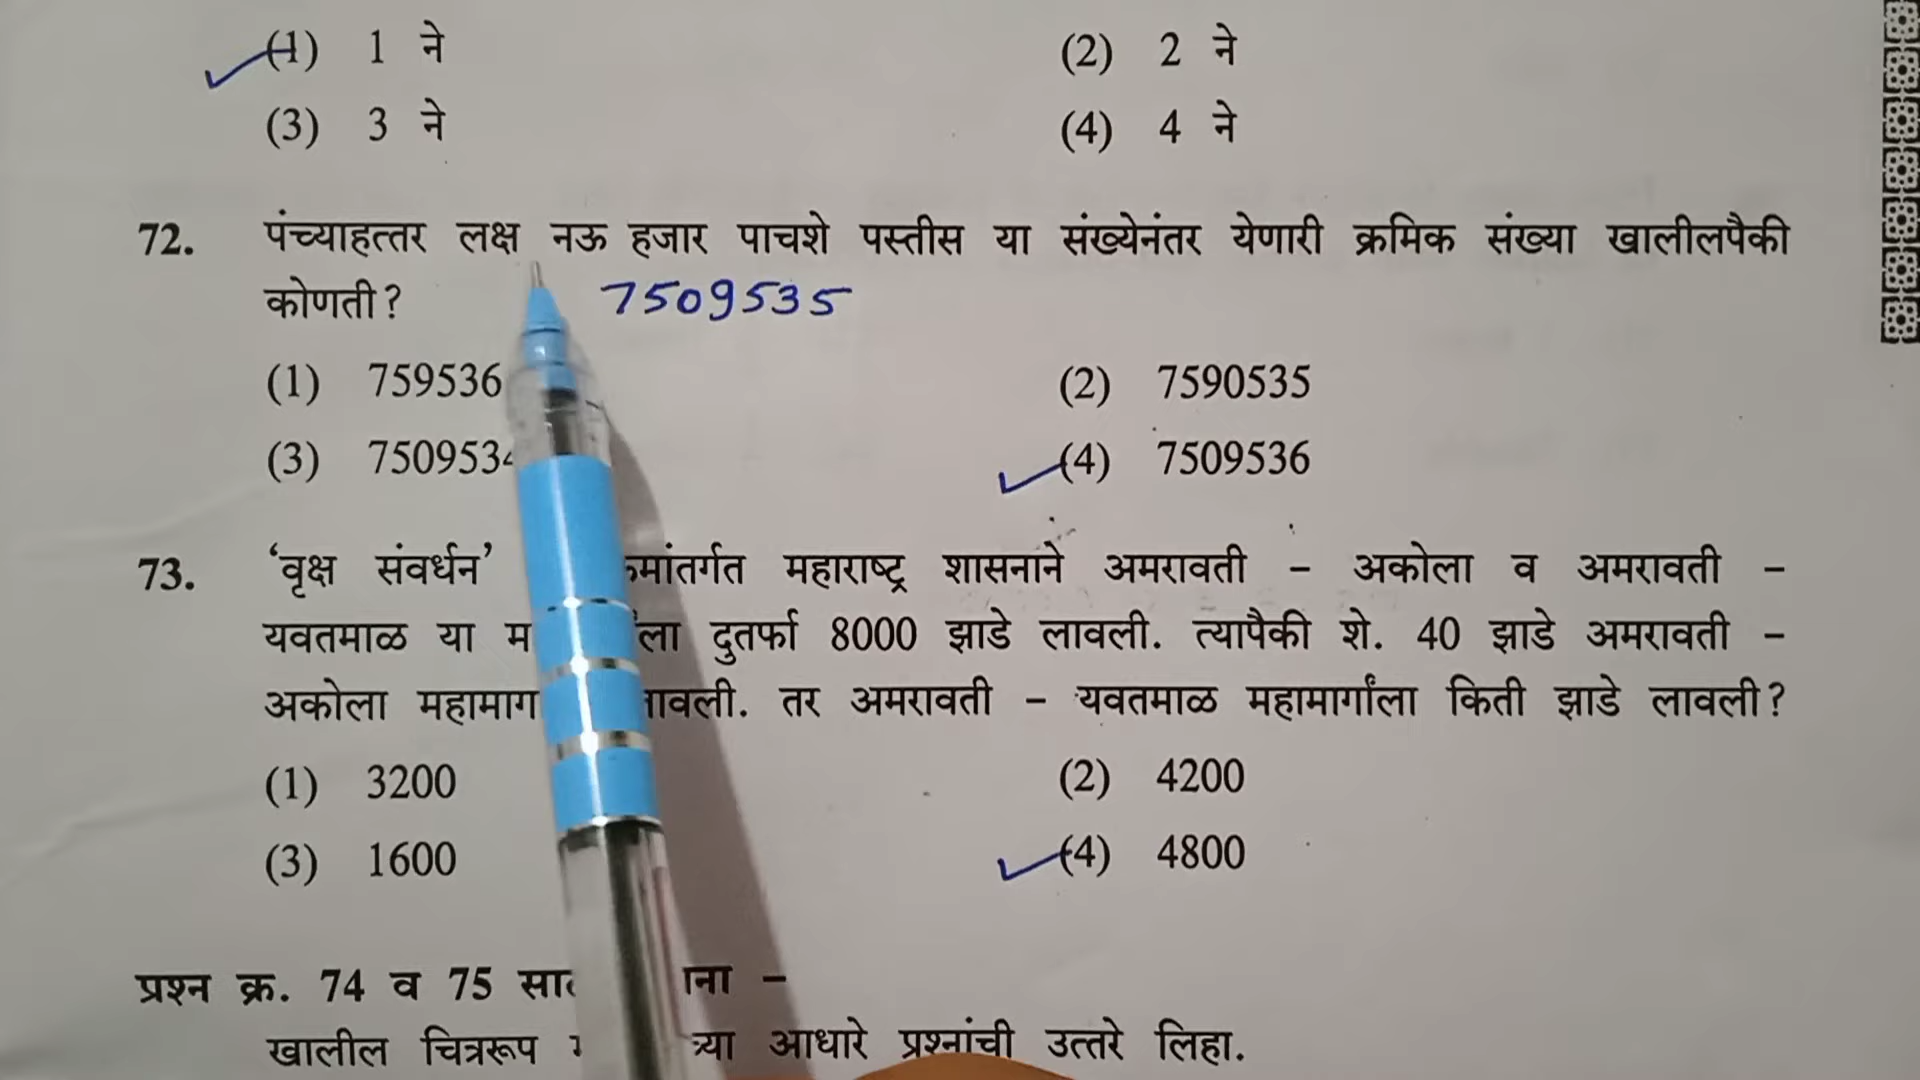 (1) 1 ने (2) 2 ने
(3) 3 ने (4) 4 ने
72. पंच्याहत्तर लक्ष नऊ हजार पाचशे पस्तीस या संख्येनंतर येणारी क्रमिक संख्या खालीलपैकी
कोणती? 7509535
(1) 759536 (2) 7590535
(3) 7509534 (4) 7509536
73. ‘वृक्ष संवर्धन’ महाराष्ट्र शासनाने अमरावती – अकोला व अमरावती –
यवतमाळ या दुतर्फा 8000 झाडे लावली. त्यापैकी शे. 40 झाडे अमरावती –
अकोला तर अमरावती – यवतमाळ महामार्गांला किती झाडे लावली?
(1) 3200 (2) 4200
(3) 1600 (4) 4800
प्रश्न क्र. 74 व 75 –
खालील चित्ररूप आधारे प्रश्नांची उत्तरे लिहा.